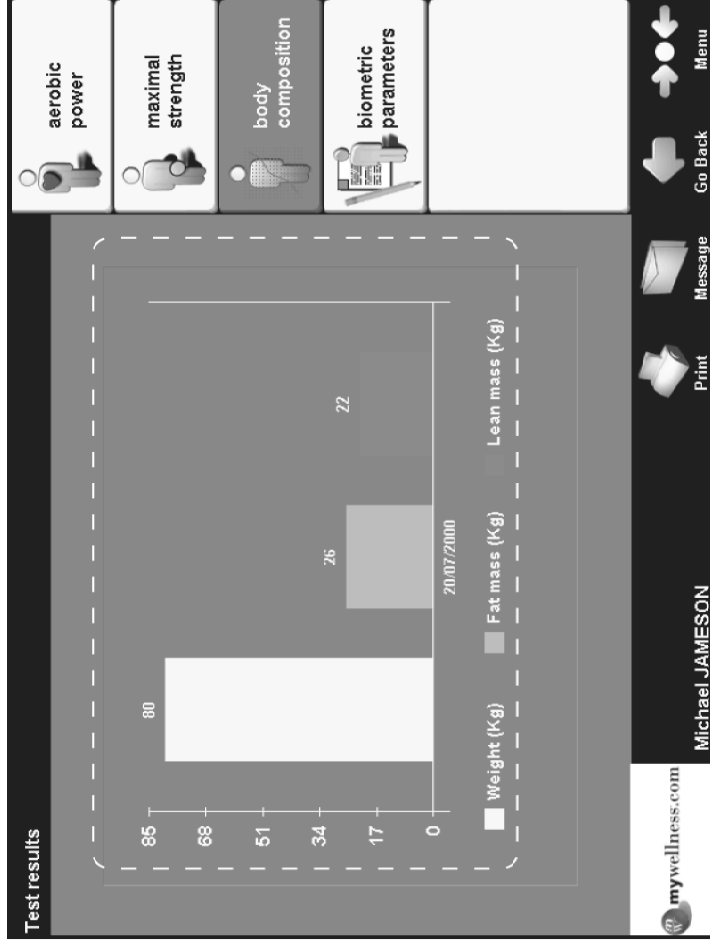 Test results
aerobic
power
maximal
strength
body
composition
biometric
parameters
85
68
51
34
17
0
80
26
22
20/07/2000
Weight (Kg)
Fat mass (Kg)
Lean mass (Kg)
mywellness.com
Michael JAMESON
Print
Message
Go Back
Menu